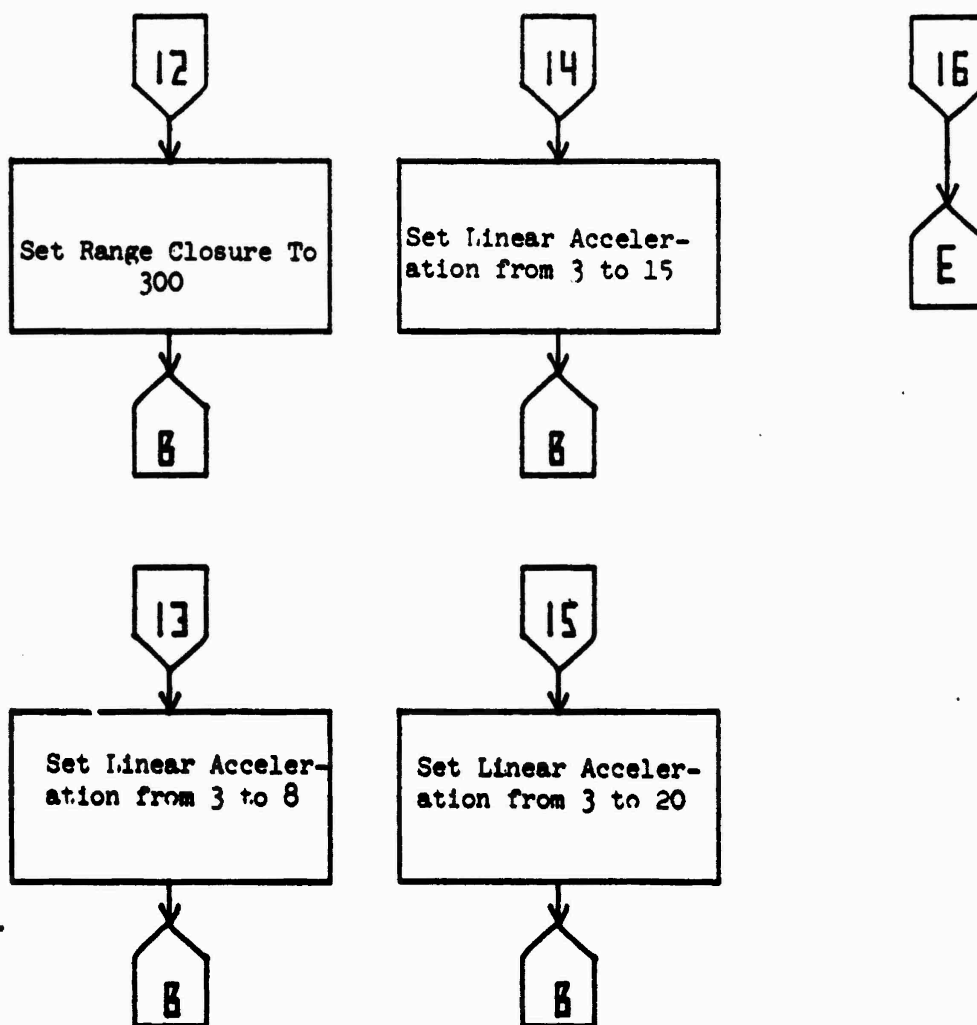 12
Set Range Closure To
300
B
14
Set Linear Acceler-
ation from 3 to 15
B
16
E
13
Set Linear Acceler-
ation from 3 to 8
B
15
Set Linear Acceler-
ation from 3 to 20
B